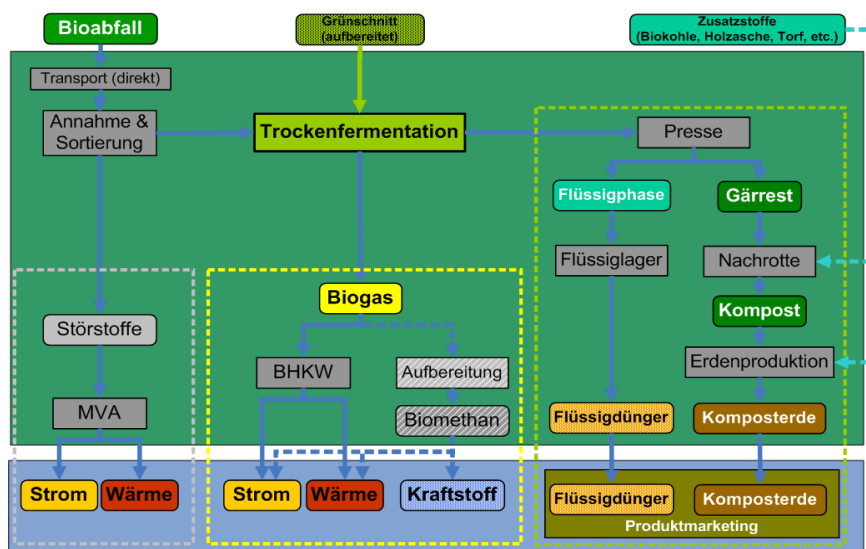 Bioabfall
Grünschnitt
(aufbereitet)
Zusatzstoffe
(Biokohle, Holzasche, Torf, etc.)
Transport (direkt)
Annahme &
Sortierung
Trockenfermentation
Presse
Flüssigphase
Gärrest
Flüssiglager
Nachrotte
Biogas
Kompost
Störstoffe
BHKW
Aufbereitung
Erdenproduktion
MVA
Biomethan
Flüssigdünger
Komposterde
Strom
Wärme
Strom
Wärme
Kraftstoff
Flüssigdünger
Komposterde
Produktmarketing